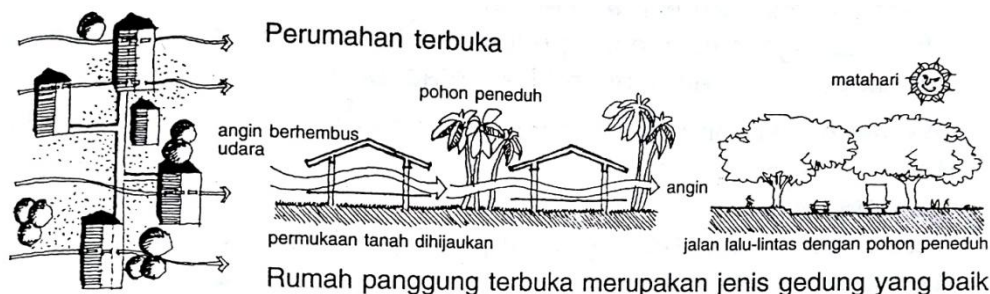 Perumahan terbuka
matahari
pohon peneduh
angin berhembus
udara
angin
permukaan tanah dihijaukan
jalan lalu-lintas dengan pohon peneduh
Rumah panggung terbuka merupakan jenis gedung yang baik